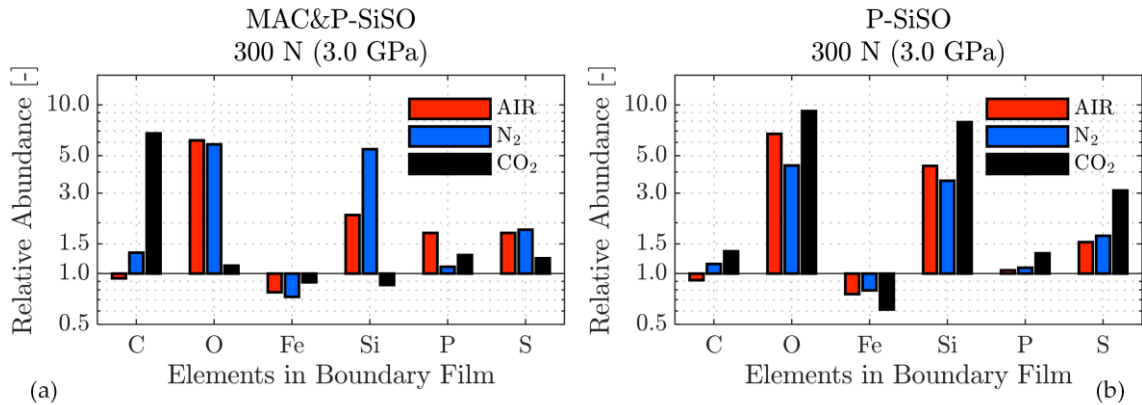 MAC&P-SiSO
300 N (3.0 GPa)
Relative Abundance [-]
10.0
5.0
3.0
1.5
1.0
0.5
AIR
N₂
CO₂
C O Fe Si P S
Elements in Boundary Film
(a)
P-SiSO
300 N (3.0 GPa)
Relative Abundance [-]
10.0
5.0
3.0
1.5
1.0
0.5
AIR
N₂
CO₂
C O Fe Si P S
Elements in Boundary Film
(b)